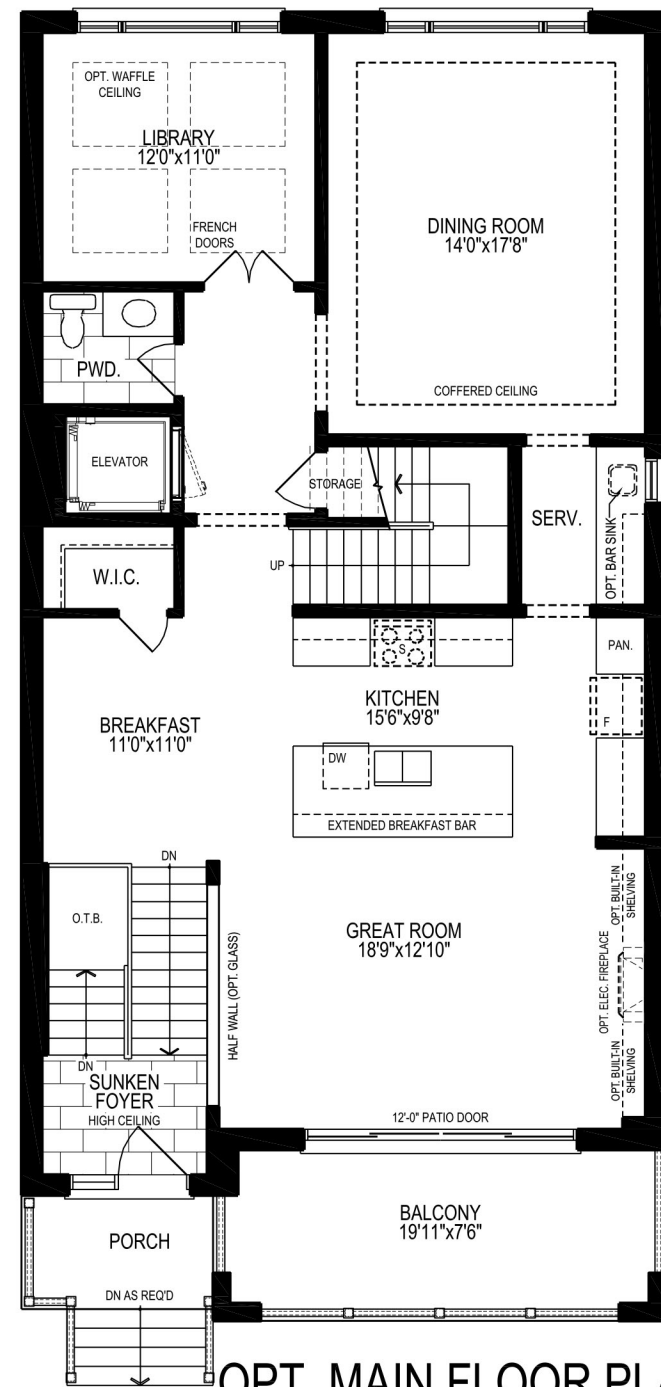 OPT. WAFFLE
CEILING
LIBRARY
12'0"x11'0"
FRENCH
DOORS
DINING ROOM
14'0"x17'8"
COFFERED CEILING
PWD.
ELEVATOR
STORAGE
SERV.
OPT. BAR SINK
W.I.C.
UP
PAN.
S
KITCHEN
15'6"x9'8"
F
BREAKFAST
11'0"x11'0"
DW
EXTENDED BREAKFAST BAR
DN
O.T.B.
GREAT ROOM
18'9"x12'10"
HALF WALL (OPT. GLASS)
OPT. BUILT-IN
SHELVING
OPT. ELEC. FIREPLACE
OPT. BUILT-IN
SHELVING
DN
SUNKEN
FOYER
HIGH CEILING
12'-0" PATIO DOOR
BALCONY
19'11"x7'6"
PORCH
DN AS REQ'D
OPT. MAIN FLOOR